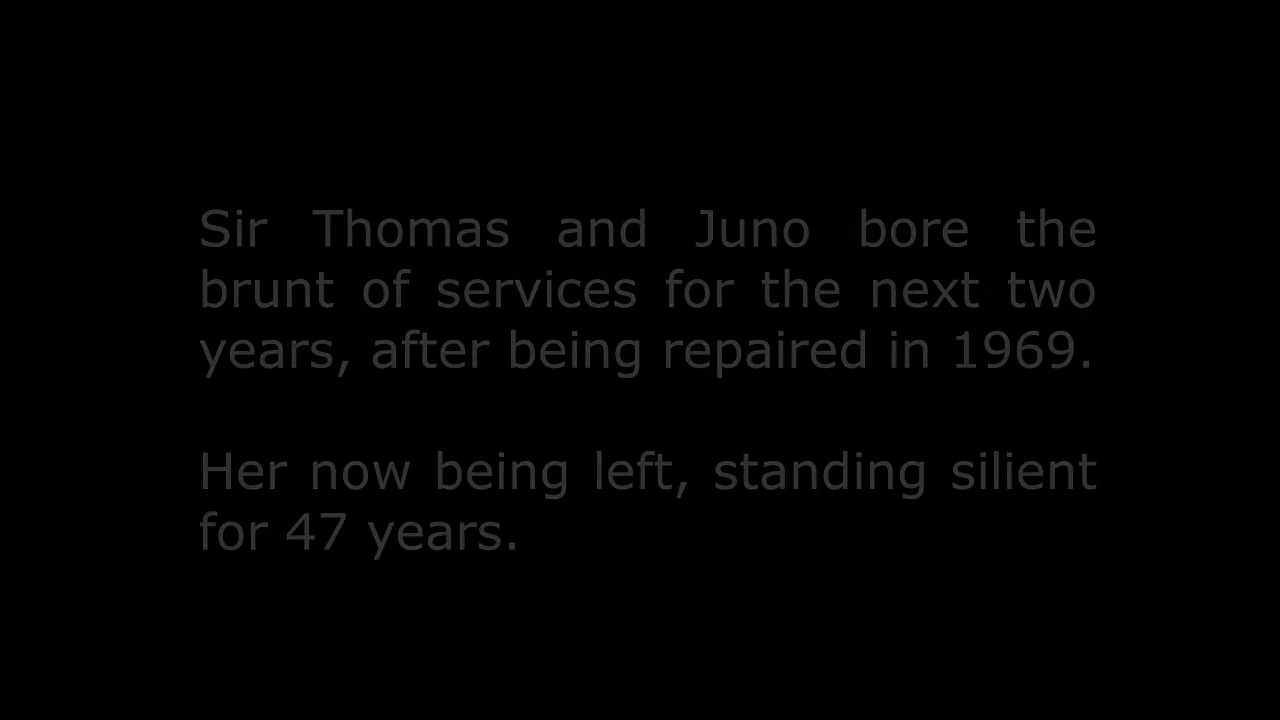 Sir Thomas and Juno bore the
brunt of services for the next two
years, after being repaired in 1969.
Her now being left, standing silient
for 47 years.